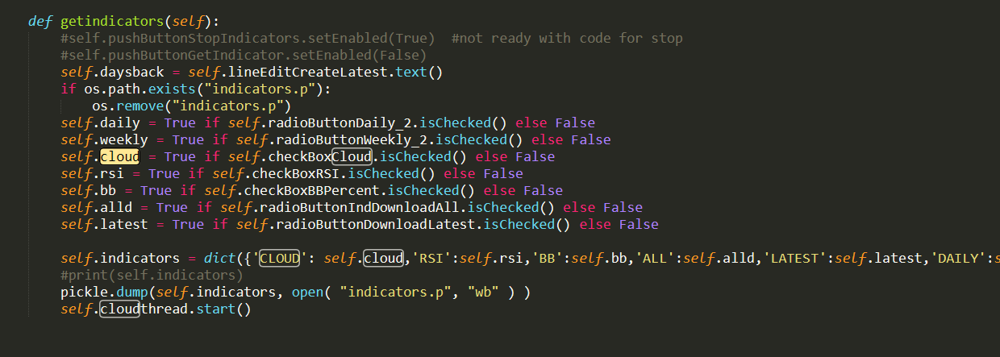 def getindicators(self):
#self.pushButtonStopIndicators.setEnabled(True)  #not ready with code for stop
#self.pushButtonGetIndicator.setEnabled(False)
self.daysback = self.lineEditCreateLatest.text()
if os.path.exists("indicators.p"):
os.remove("indicators.p")
self.daily = True if self.radioButtonDaily_2.isChecked() else False
self.weekly = True if self.radioButtonWeekly_2.isChecked() else False
self.cloud = True if self.checkBoxCloud.isChecked() else False
self.rsi = True if self.checkBoxRSI.isChecked() else False
self.bb = True if self.checkBoxBBPercent.isChecked() else False
self.alld = True if self.radioButtonIndDownloadAll.isChecked() else False
self.latest = True if self.radioButtonDownloadLatest.isChecked() else False
self.indicators = dict({'CLOUD': self.cloud,'RSI':self.rsi,'BB':self.bb,'ALL':self.alld,'LATEST':self.latest,'DAILY':s
#print(self.indicators)
pickle.dump(self.indicators, open( "indicators.p", "wb" ) )
self.cloudthread.start()